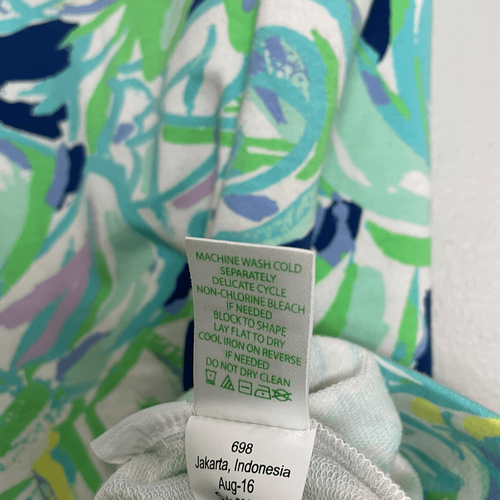 MACHINE WASH COLD
SEPARATELY
DELICATE CYCLE
NON-CHLORINE BLEACH
IF NEEDED
BLOCK TO SHAPE
LAY FLAT TO DRY
COOL IRON ON REVERSE
IF NEEDED
DO NOT DRY CLEAN
698
Jakarta, Indonesia
Aug-16